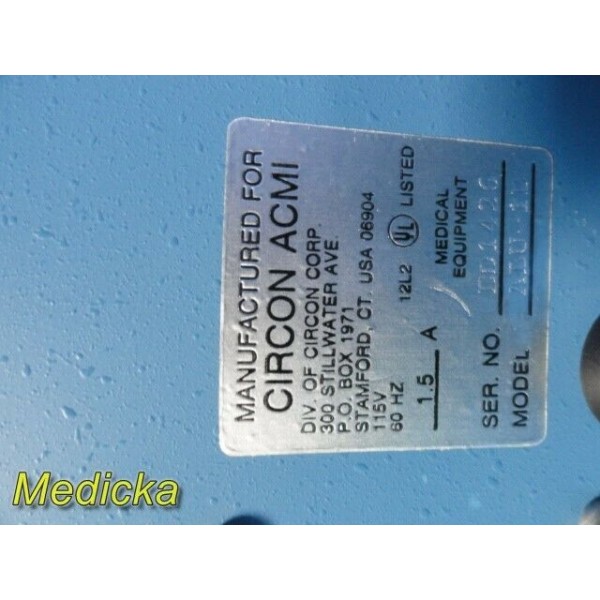 MANUFACTURED FOR
CIRCON ACMI
DIV. OF CIRCON CORP.
300 STILLWATER AVE.
P.O. BOX 1971
STAMFORD, CT. USA 06904
115V
60 HZ 12L2 UL LISTED
1.5 A MEDICAL
EQUIPMENT
SER. NO.
MODEL
Medicka